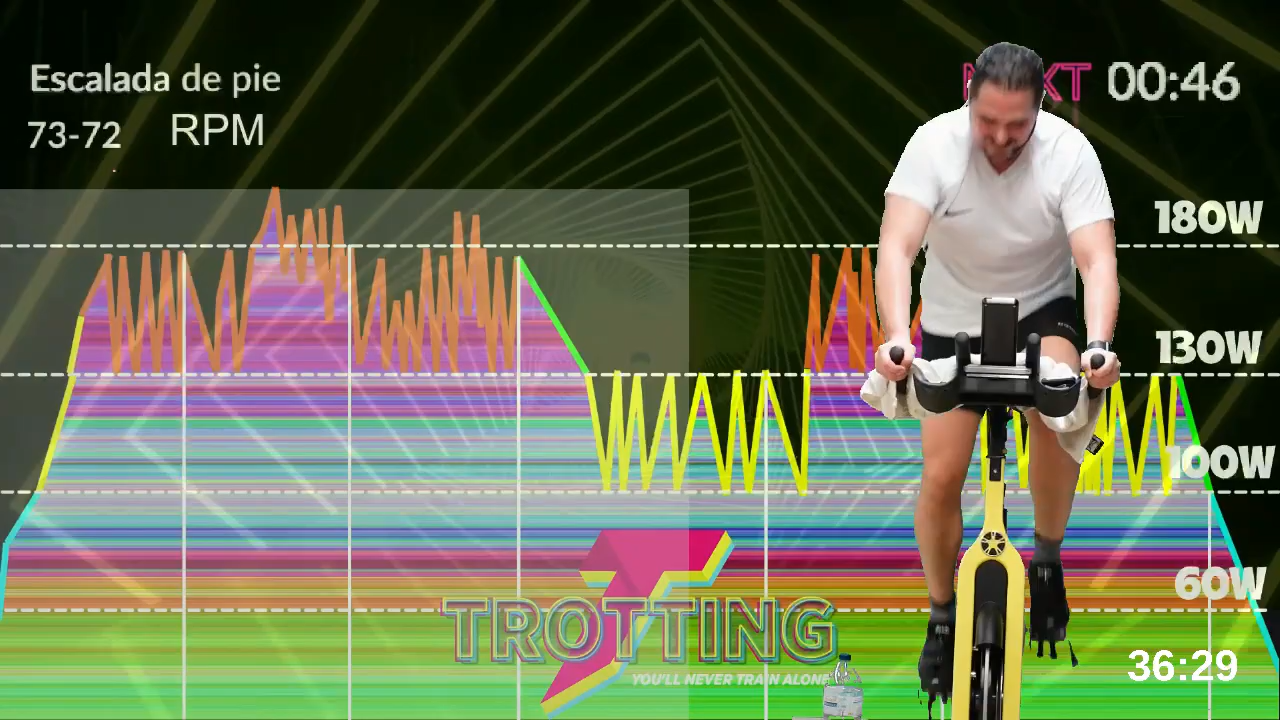 Escalada de pie
73-72 RPM
NEXT 00:46
180W
130W
100W
60W
TROTTING
YOU'LL NEVER TRAIN ALONE
36:29